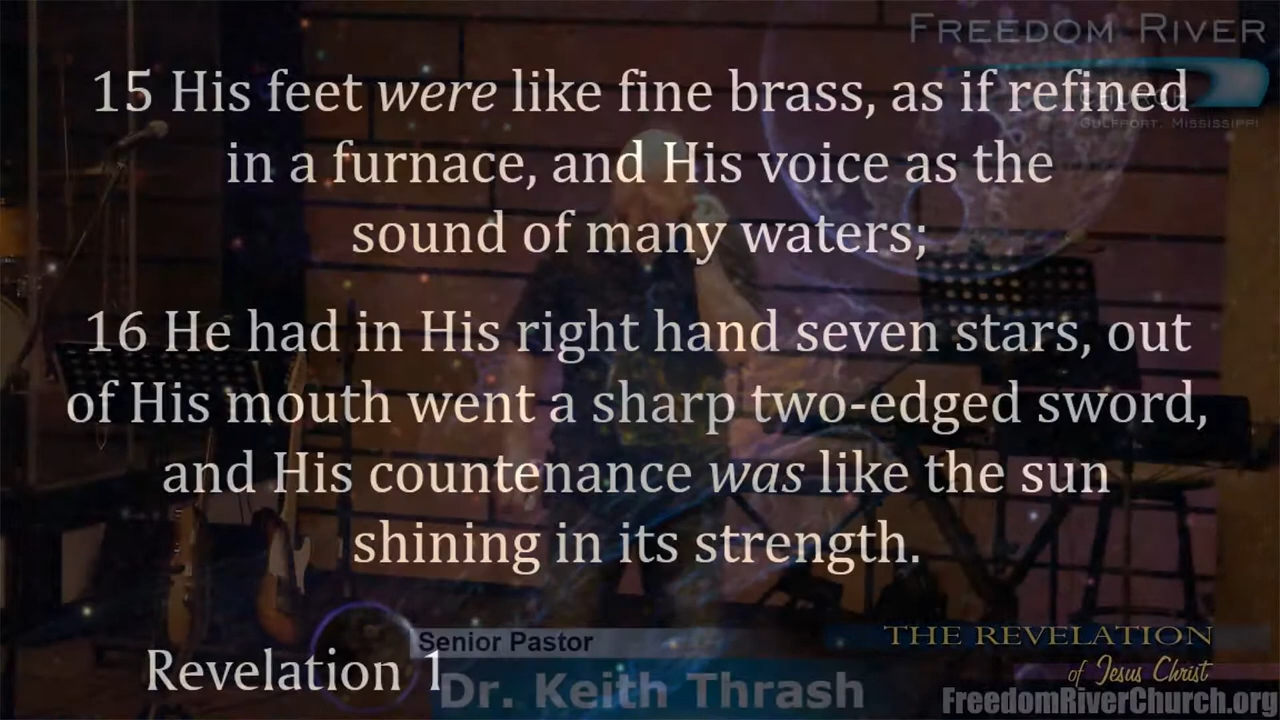 FREEDOM RIVER
CHURCH
GULFPORT, MISSISSIPPI
15 His feet were like fine brass, as if refined
in a furnace, and His voice as the
sound of many waters;
16 He had in His right hand seven stars, out
of His mouth went a sharp two-edged sword,
and His countenance was like the sun
shining in its strength.
Revelation 1
Senior Pastor
Dr. Keith Thrash
THE REVELATION
of Jesus Christ
FreedomRiverChurch.org